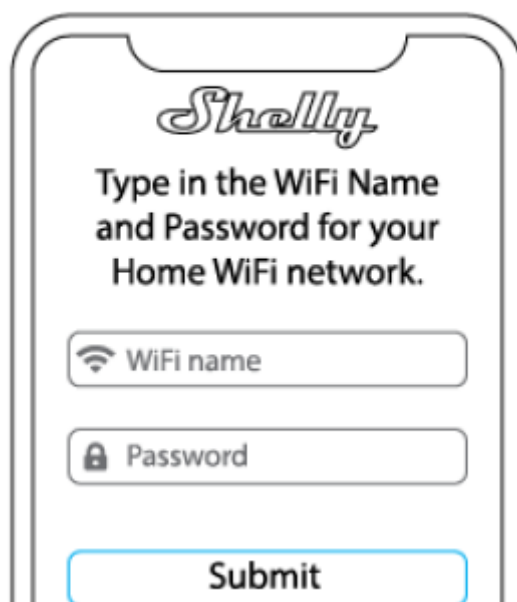 Shelly
Type in the WiFi Name
and Password for your
Home WiFi network.
WiFi name
Password
Submit